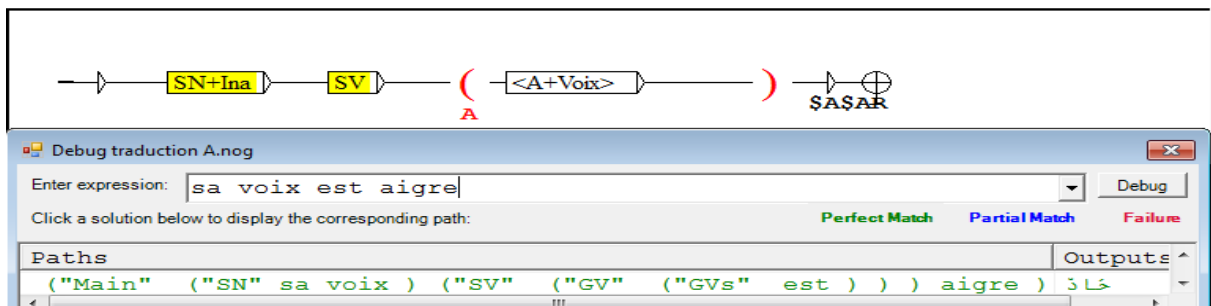 SN+Ina SV ( <A+Voix> )
A $A$AR
Debug traduction A.nog
Enter expression: sa voix est aigre Debug
Click a solution below to display the corresponding path: Perfect Match Partial Match Failure
Paths Outputs
("Main" ("SN" sa voix ) ("SV" ("GV" ("GVs" est ) ) ) aigre ) حَادّ